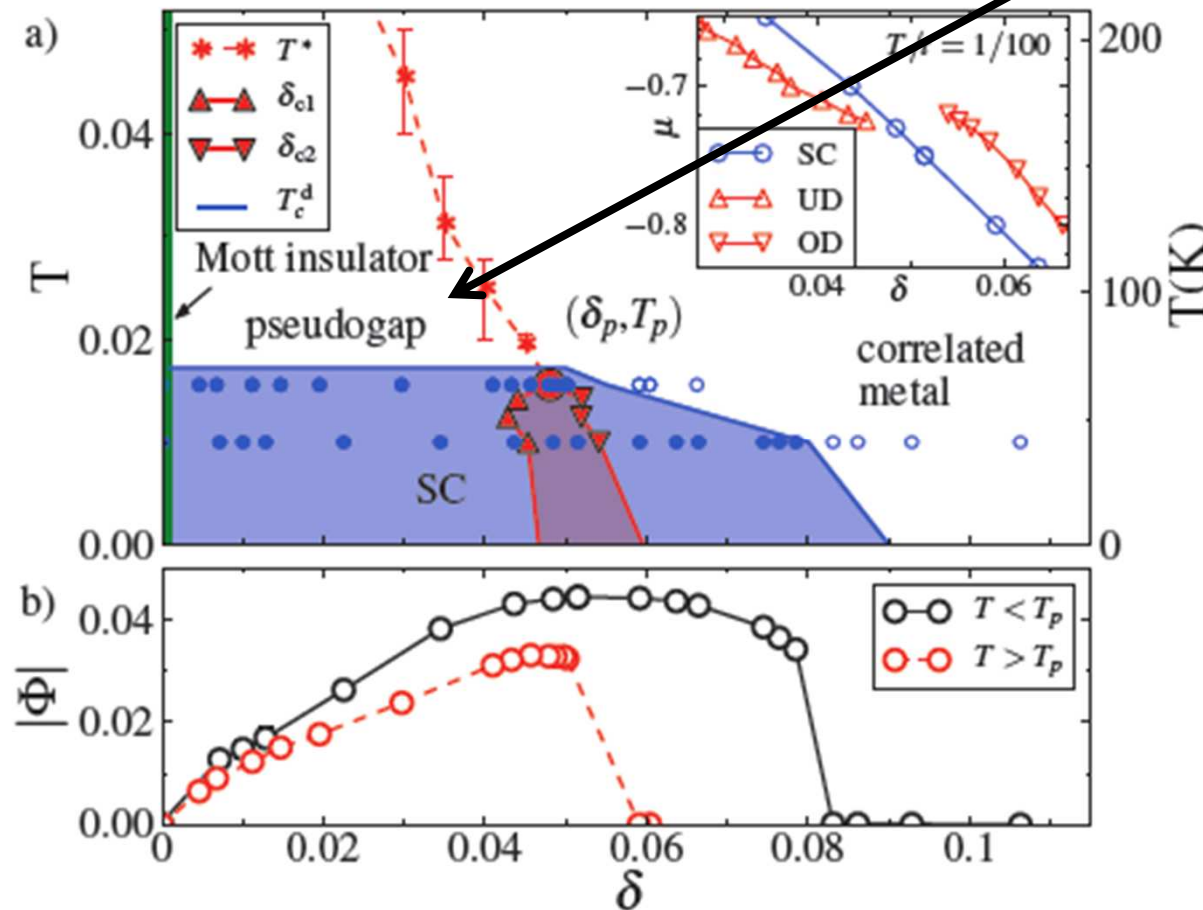 a)
T*
δc1
δc2
Tcd
0.04
0.02
0.00
T
Mott insulator
pseudogap
(δp,Tp)
correlated
metal
SC
200
100
0
T(K)
T/t = 1/100
−0.7
−0.8
μ
SC
UD
OD
0.04
δ
0.06
b)
0.04
0.02
0.00
|Φ|
T < Tp
T > Tp
0
0.02
0.04
0.06
0.08
0.1
δ